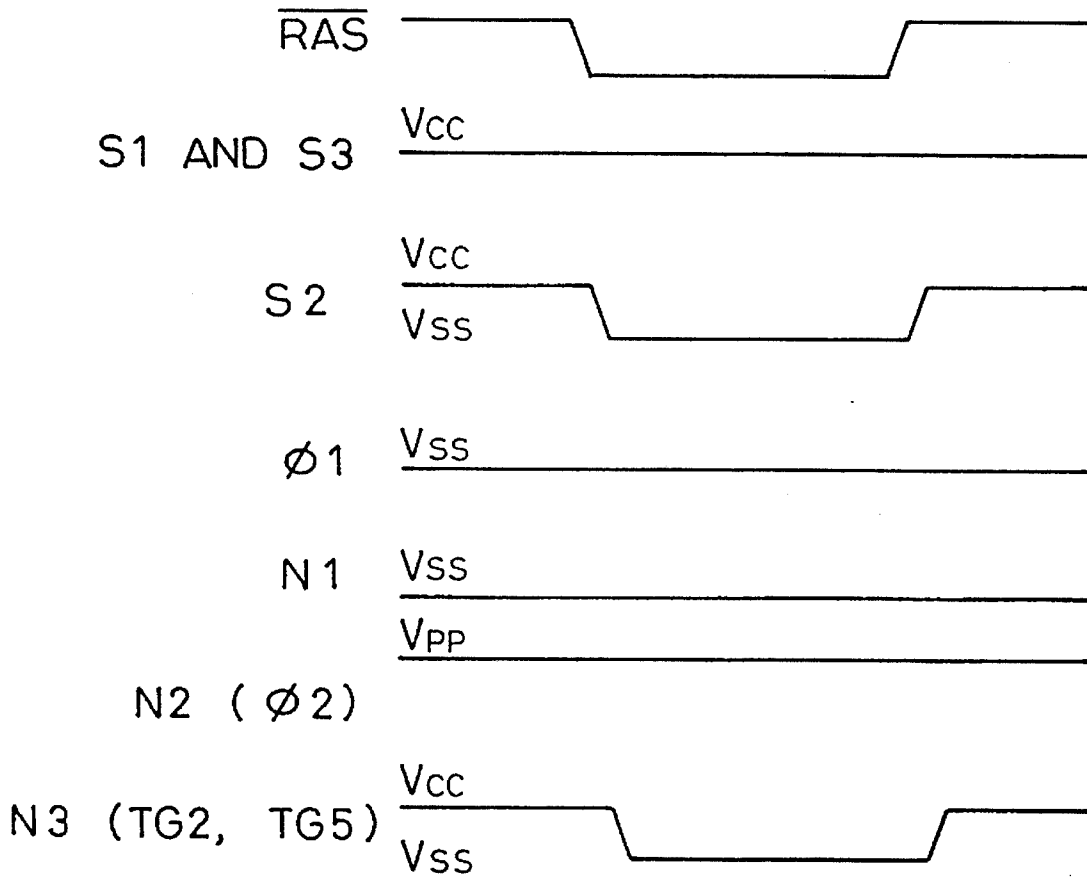 RAS
Vcc
S1 AND S3
Vcc
S2
Vss
Ø1 Vss
N1 Vss
VPP
N2 (Ø2)
Vcc
N3 (TG2, TG5)
Vss